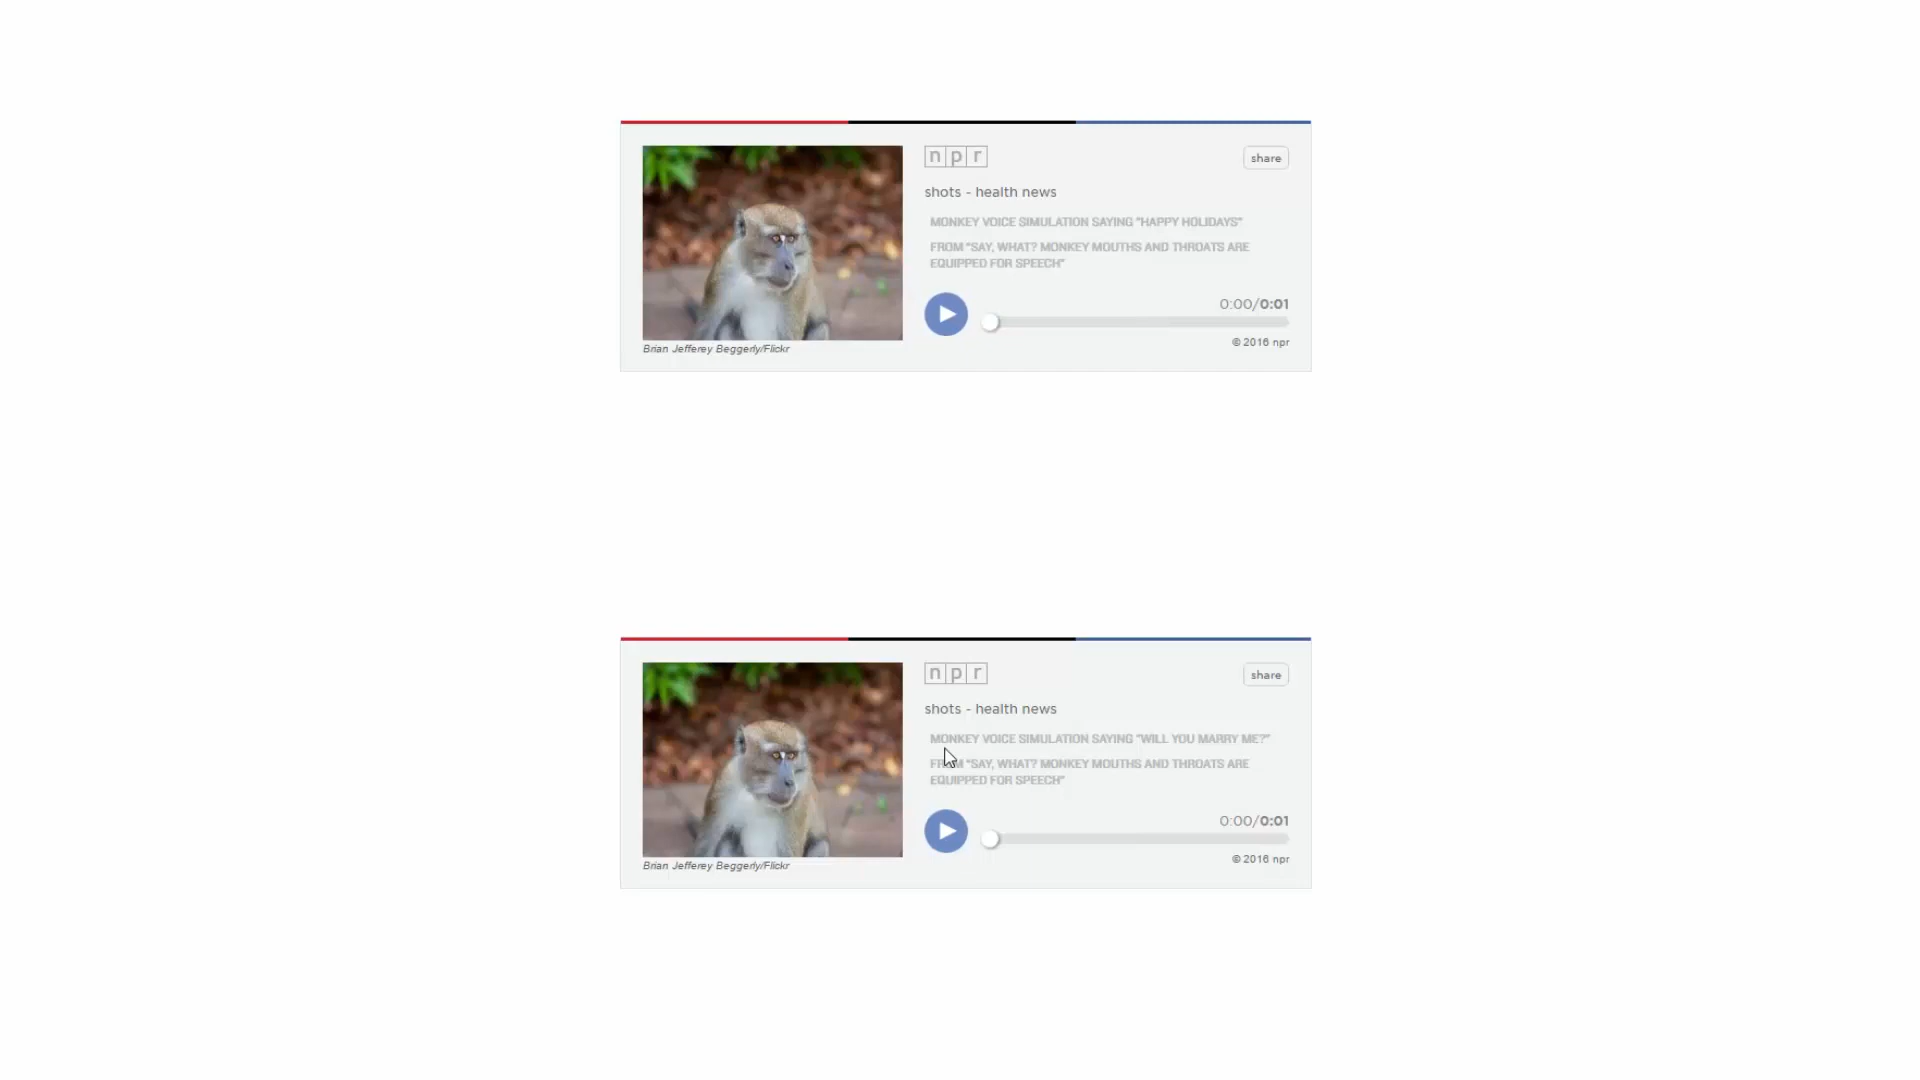 npr
share
shots - health news
MONKEY VOICE SIMULATION SAYING "HAPPY HOLIDAYS"
FROM "SAY, WHAT? MONKEY MOUTHS AND THROATS ARE
EQUIPPED FOR SPEECH"
0:00/0:01
© 2016 npr
Brian Jefferey Beggerly/Flickr
npr
share
shots - health news
MONKEY VOICE SIMULATION SAYING "WILL YOU MARRY ME?"
FROM "SAY, WHAT? MONKEY MOUTHS AND THROATS ARE
EQUIPPED FOR SPEECH"
0:00/0:01
© 2016 npr
Brian Jefferey Beggerly/Flickr